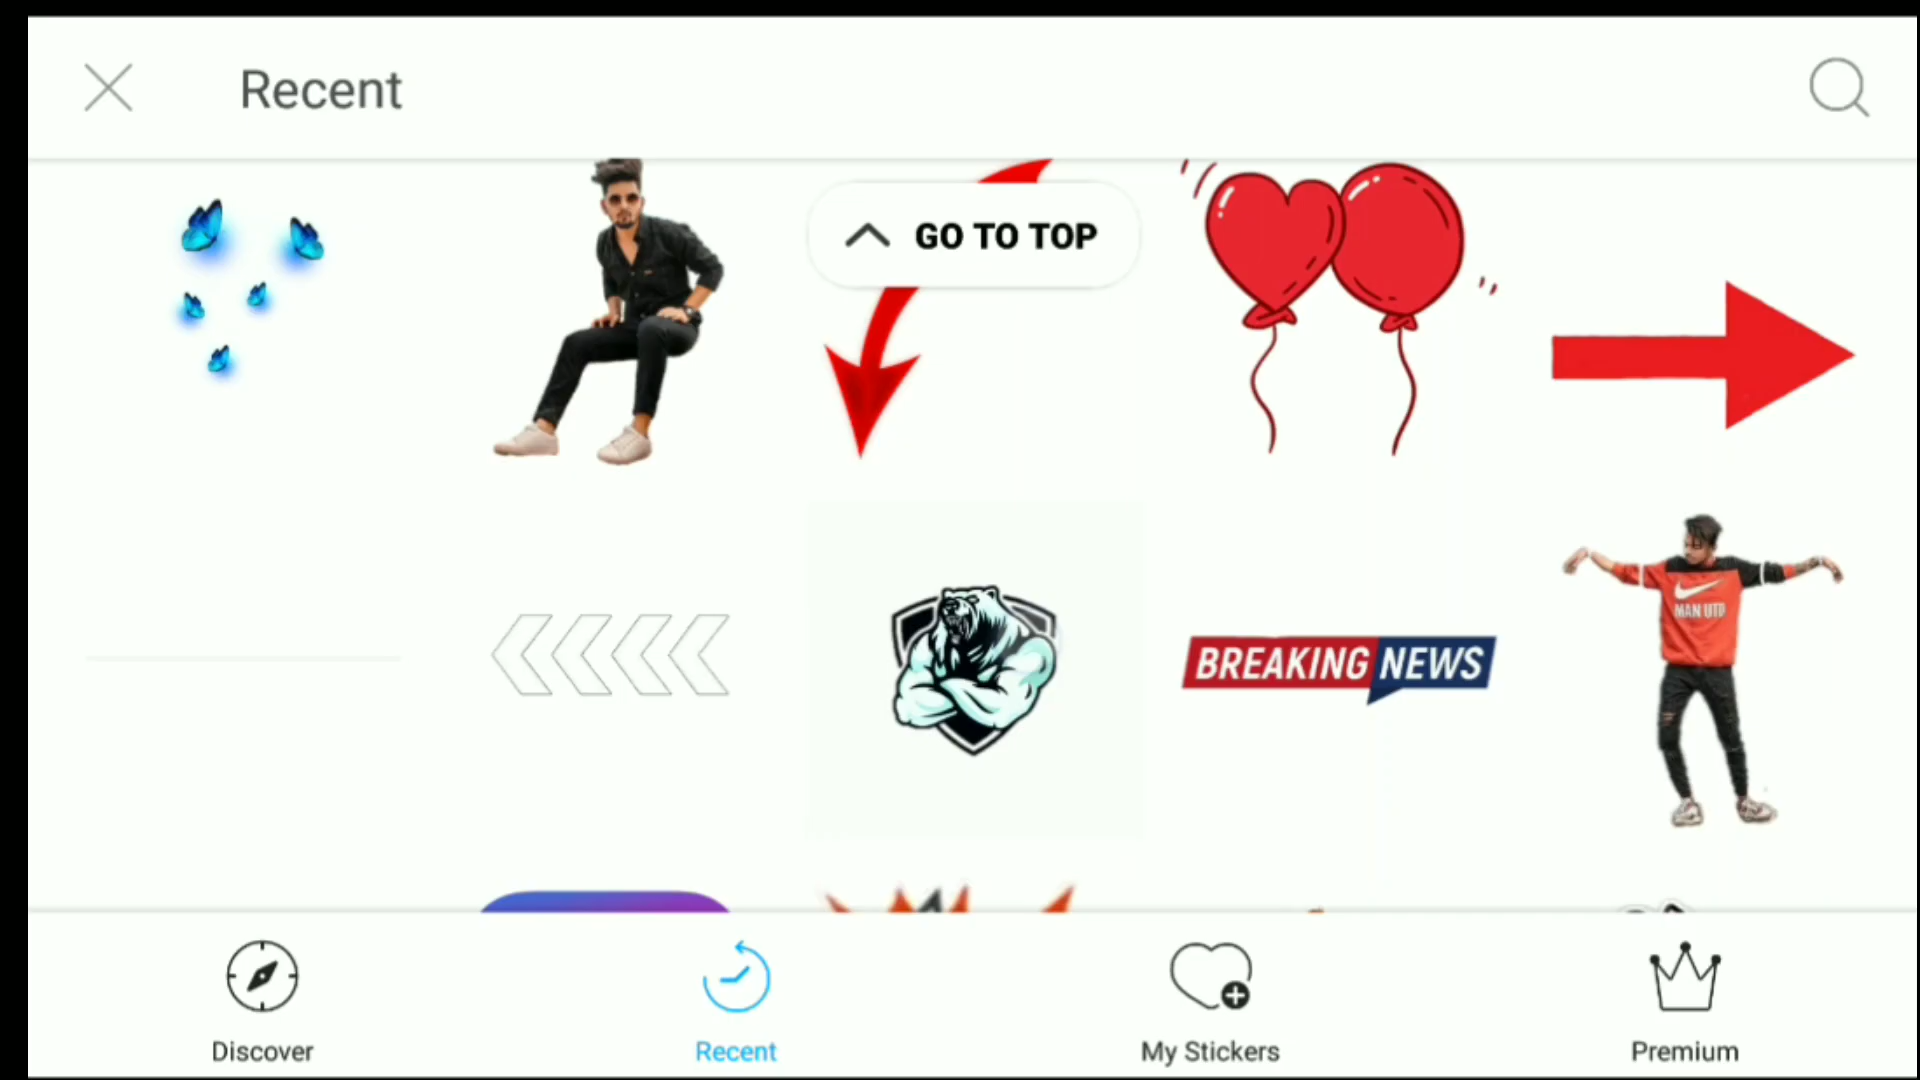 Recent
GO TO TOP
BREAKING NEWS
MAN UTD
Discover
Recent
My Stickers
Premium